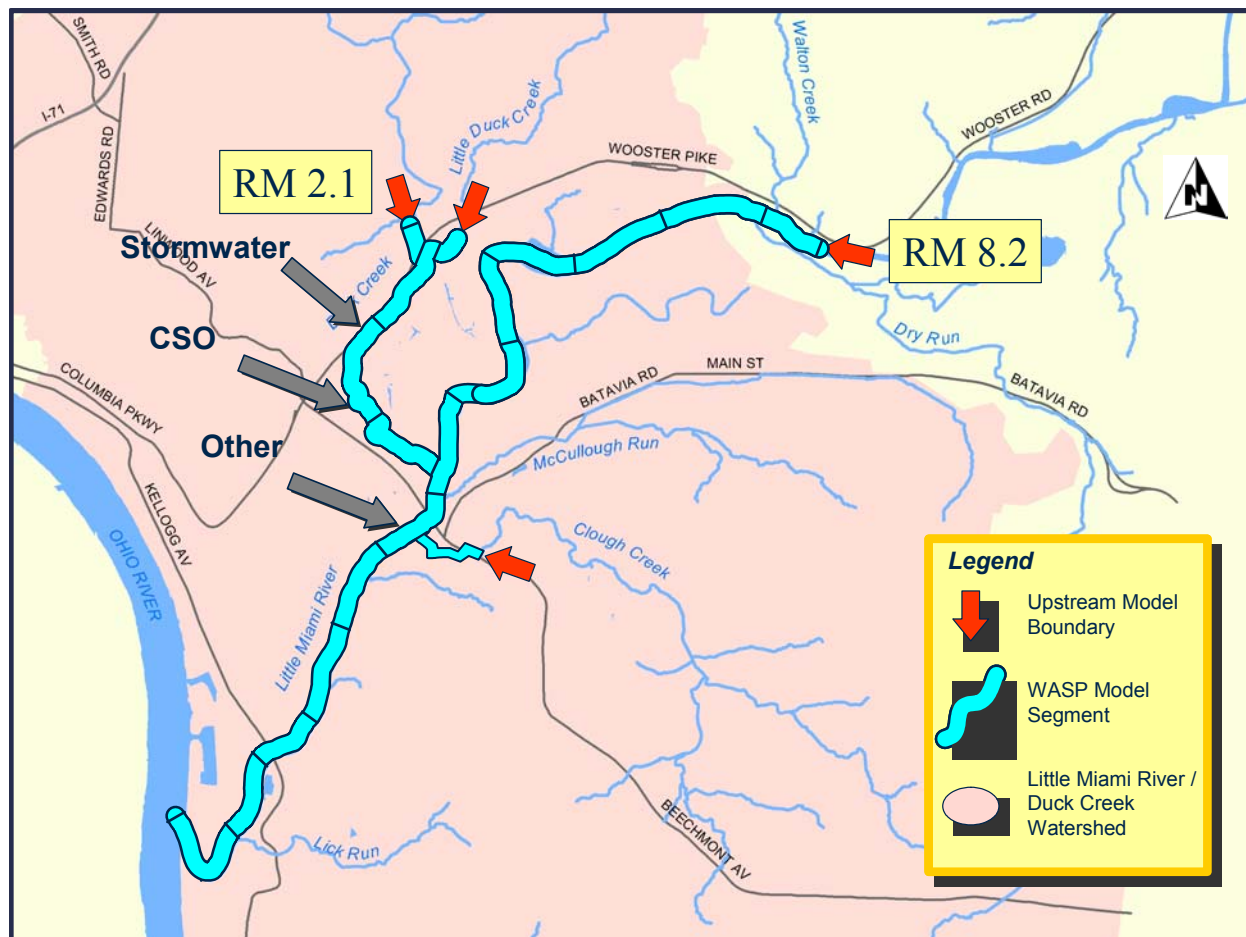 SMITH RD
I-71
EDWARDS RD
Little Duck Creek
Walton Creek
WOOSTER RD
WOOSTER PIKE
RM 2.1
N
Stormwater
LINWOOD AV
RM 8.2
Creek
CSO
Dry Run
COLUMBIA PKWY
MAIN ST
BATAVIA RD
BATAVIA RD
Other
McCullough Run
KELLOGG AV
OHIO RIVER
Clough Creek
Little Miami River
Lick Run
BEECHMONT AV
Legend
Upstream Model
Boundary
WASP Model
Segment
Little Miami River /
Duck Creek
Watershed